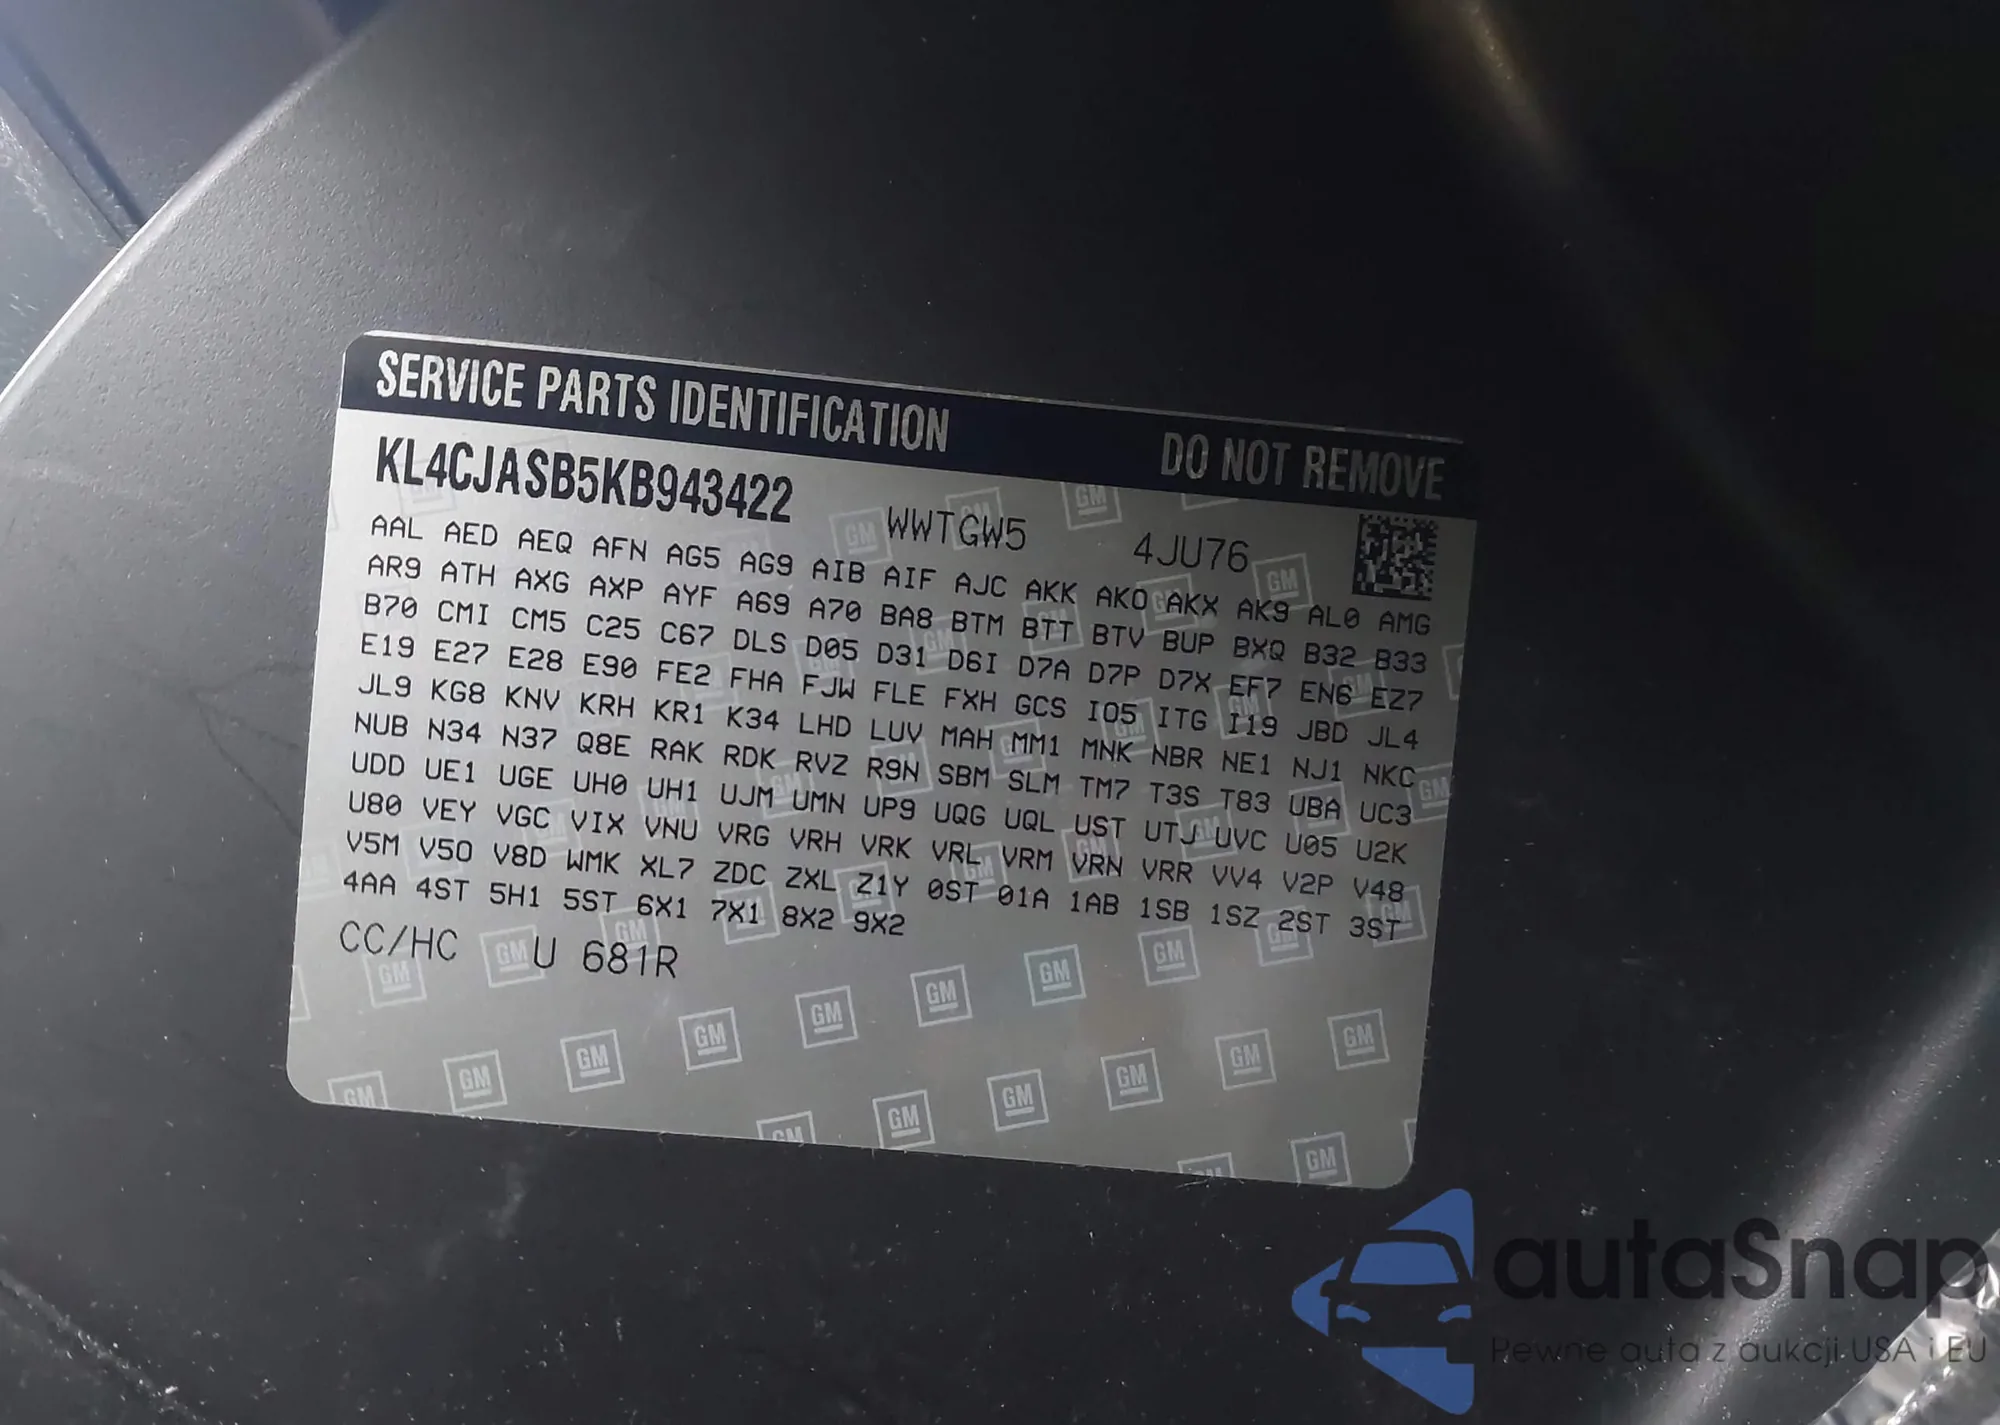 SERVICE PARTS IDENTIFICATION DO NOT REMOVE
KL4CJASB5KB943422 WWTGW5 4JU76
AAL AED AEQ AFN AG5 AG9 AIB AIF AJC AKK AKO AKX AK9 AL0 AMG
AR9 ATH AXG AXP AYF A69 A70 BA8 BTM BTT BTV BUP BXQ B32 B33
B70 CMI CM5 C25 C67 DLS D05 D31 D6I D7A D7P D7X EF7 EN6 EZ7
E19 E27 E28 E90 FE2 FHA FJW FLE FXH GCS IO5 ITG I19 JBD JL4
JL9 KG8 KNV KRH KR1 K34 LHD LUV MAH MM1 MNK NBR NE1 NJ1 NKC
NUB N34 N37 Q8E RAK RDK RVZ R9N SBM SLM TM7 T3S T83 UBA UC3
UDD UE1 UGE UH0 UH1 UJM UMN UP9 UQG UQL UST UTJ UVC U05 U2K
U80 VEY VGC VIX VNU VRG VRH VRK VRL VRM VRN VRR VV4 V2P V48
V5M V5O V8D WMK XL7 ZDC ZXL Z1Y 0ST 01A 1AB 1SB 1SZ 2ST 3ST
4AA 4ST 5H1 5ST 6X1 7X1 8X2 9X2
CC/HC U 681R
GM
autaSnap
Pewne auta z aukcji USA i EU